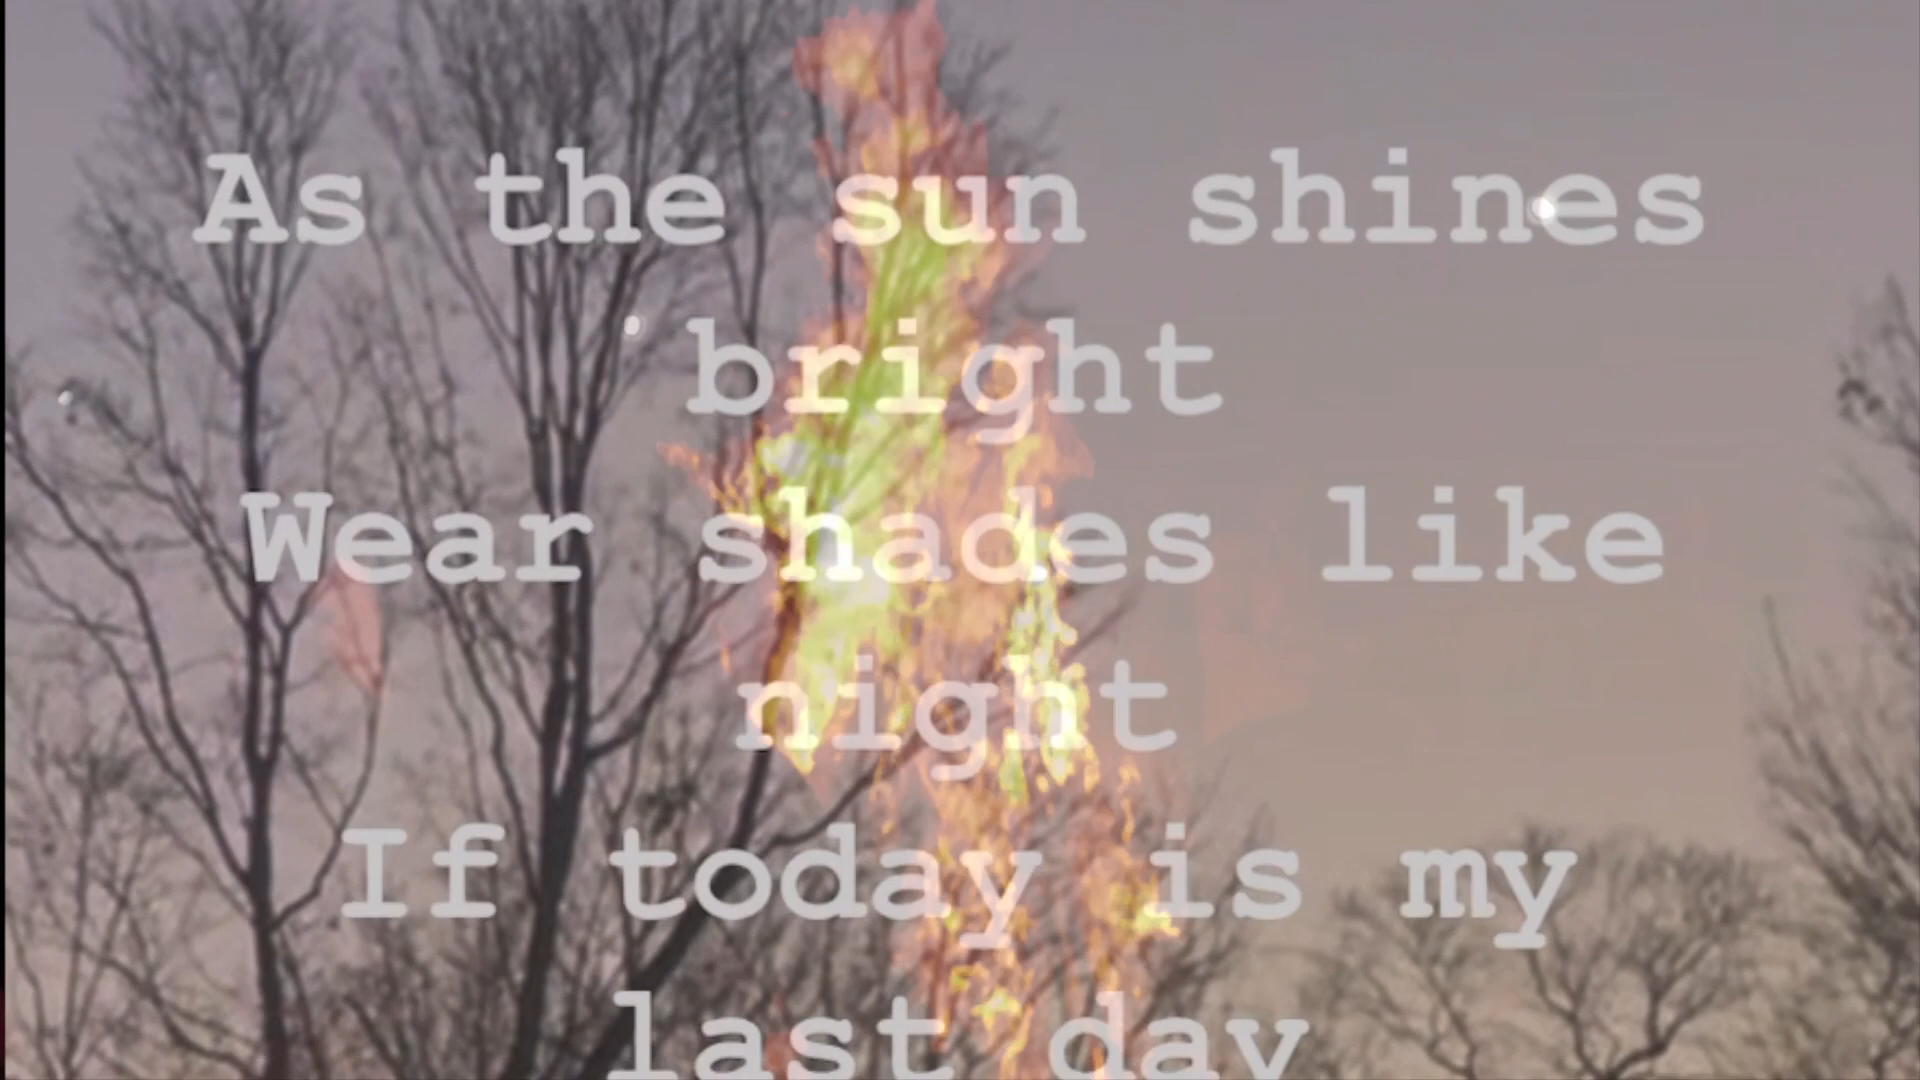 As the sun shines
bright
Wear shades like
night
If today is my
last day